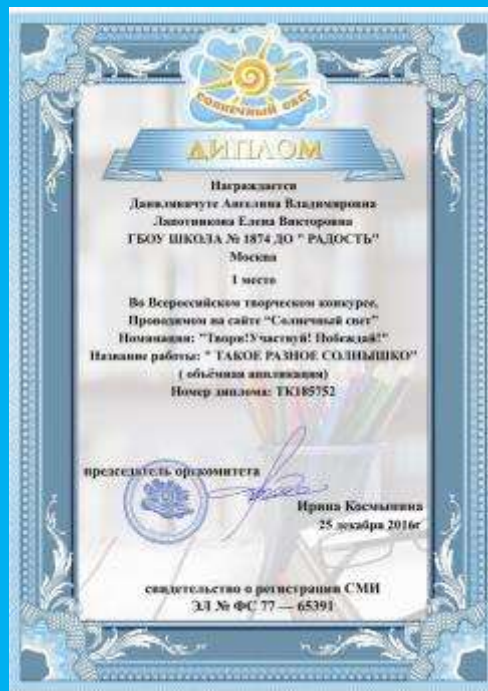 СОЛНЕЧНЫЙ СВЕТ
ДИПЛОМ
Награждается
Ангелина Владимировна
Лапотникова Елена Викторовна
ГБОУ ШКОЛА № 1874 ДО " РАДОСТЬ"
Москва
1 место
Во Всероссийском творческом конкурсе,
Проводимом на сайте “Солнечный свет”
Номинация: "Твори!Участвуй! Побеждай!"
Название работы: " ТАКОЕ РАЗНОЕ СОЛНЫШКО"
( объёмная аппликация)
Номер диплома: ТК185752
председатель оргкомитета
Ирина Космынина
25 декабря 2016г
свидетельство о регистрации СМИ
ЭЛ № ФС 77 — 65391